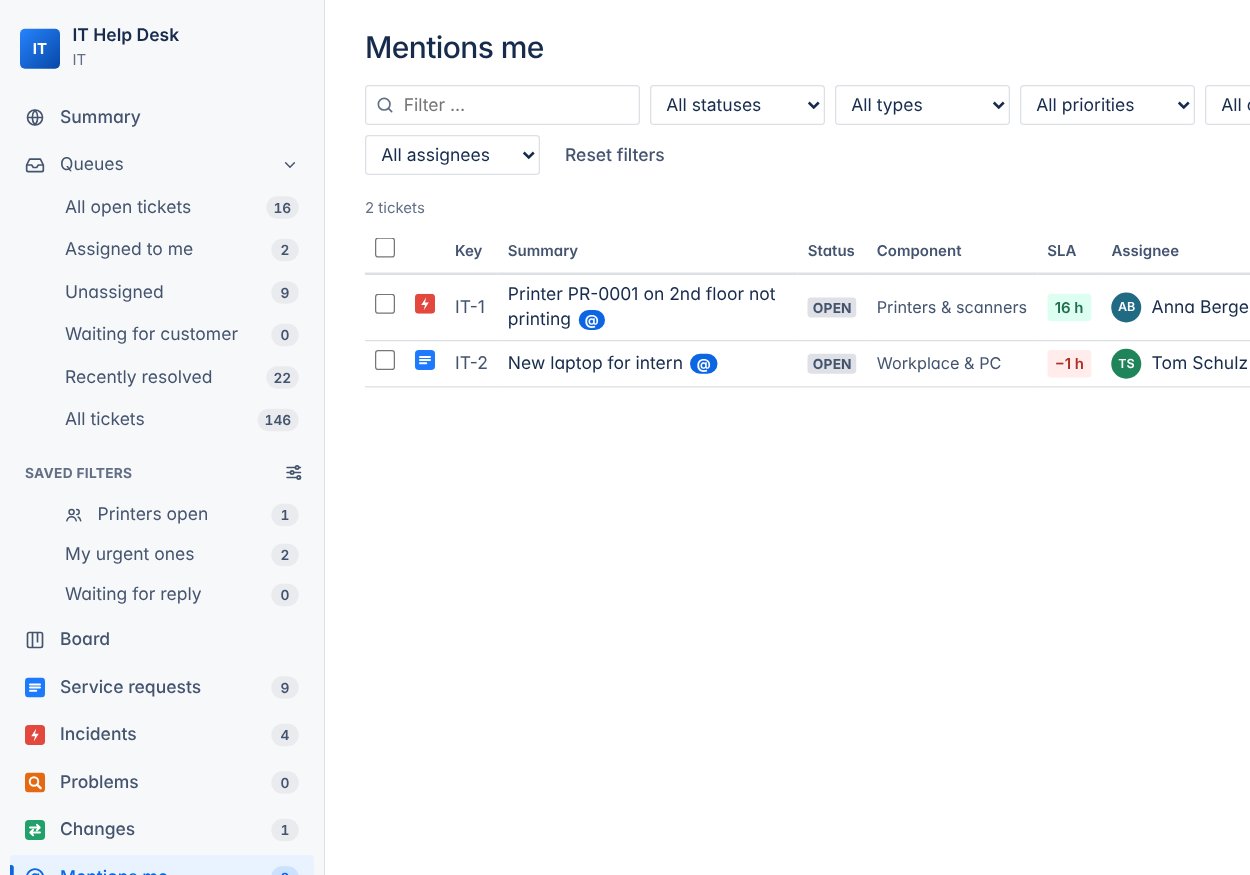 IT
IT Help Desk
IT
Summary
Queues
All open tickets 16
Assigned to me 2
Unassigned 9
Waiting for customer 0
Recently resolved 22
All tickets 146
SAVED FILTERS
Printers open 1
My urgent ones 2
Waiting for reply 0
Board
Service requests 9
Incidents 4
Problems 0
Changes 1
Mentions me
Mentions me
Filter ... All statuses All types All priorities All
All assignees Reset filters
2 tickets
Key Summary Status Component SLA Assignee
IT-1 Printer PR-0001 on 2nd floor not OPEN Printers & scanners 16 h AB Anna Berge
printing @
IT-2 New laptop for intern @ OPEN Workplace & PC −1 h TS Tom Schulz